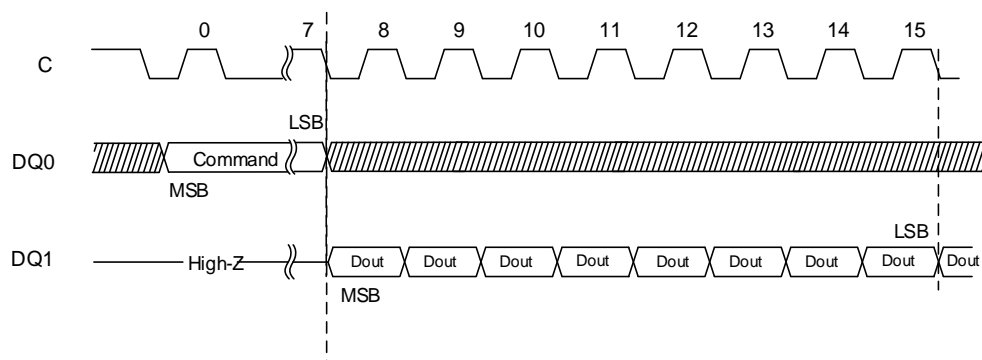 0 7 8 9 10 11 12 13 14 15
C
LSB
DQ0 Command
MSB
LSB
DQ1 High-Z Dout Dout Dout Dout Dout Dout Dout Dout Dout
MSB